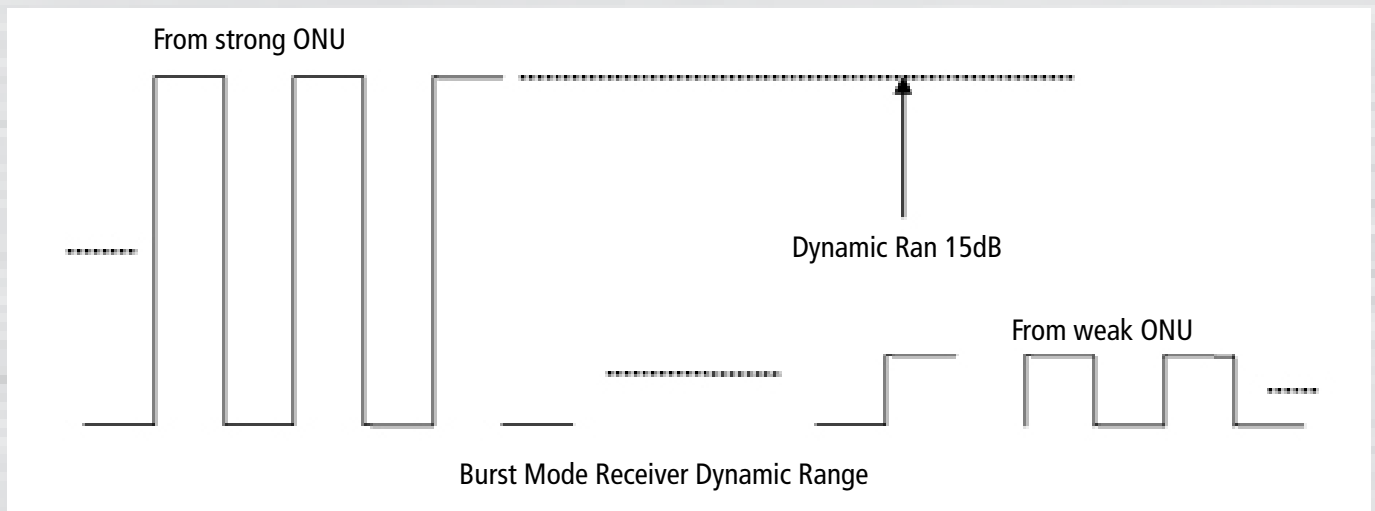 From strong ONU
Dynamic Ran 15dB
From weak ONU
Burst Mode Receiver Dynamic Range